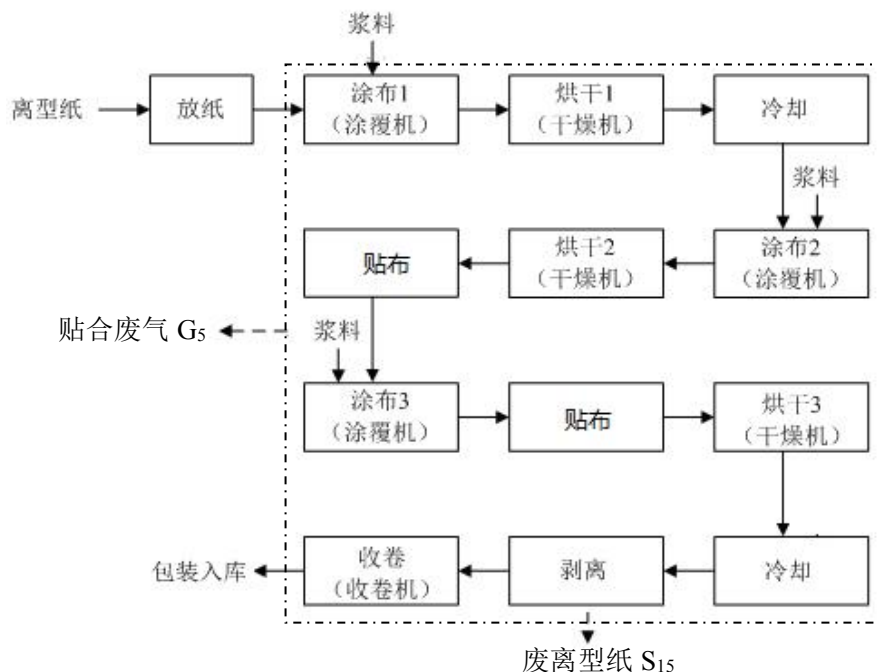 浆料
离型纸
放纸
涂布1
（涂覆机）
烘干1
（干燥机）
冷却
浆料
贴布
烘干2
（干燥机）
涂布2
（涂覆机）
贴合废气 G5
浆料
涂布3
（涂覆机）
贴布
烘干3
（干燥机）
包装入库
收卷
（收卷机）
剥离
冷却
废离型纸 S15